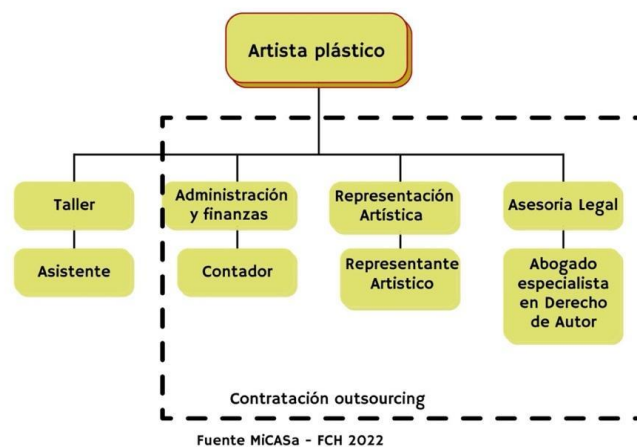 Artista plástico
Taller
Administración
y finanzas
Representación
Artística
Asesoria Legal
Asistente
Contador
Representante
Artístico
Abogado
especialista
en Derecho
de Autor
Contratación outsourcing
Fuente MiCASa - FCH 2022